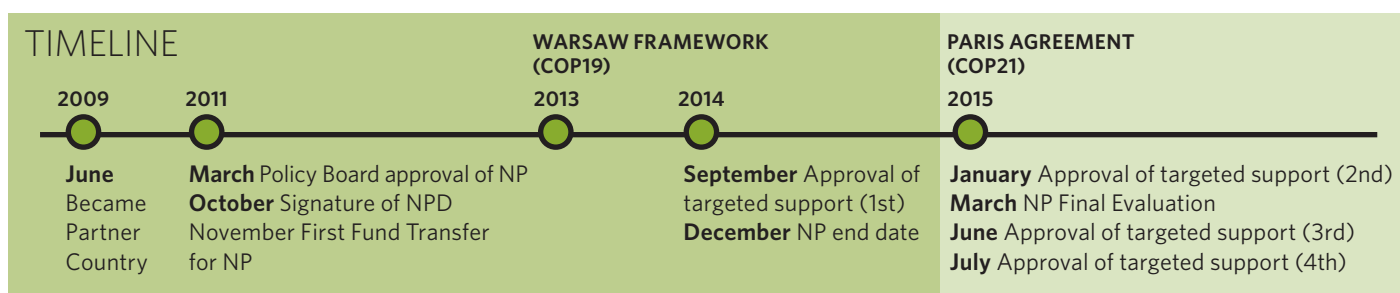 TIMELINE
WARSAW FRAMEWORK
(COP19)
PARIS AGREEMENT
(COP21)
2009
2011
2013
2014
2015
June
Became
Partner
Country
March Policy Board approval of NP
October Signature of NPD
November First Fund Transfer
for NP
September Approval of
targeted support (1st)
December NP end date
January Approval of targeted support (2nd)
March NP Final Evaluation
June Approval of targeted support (3rd)
July Approval of targeted support (4th)